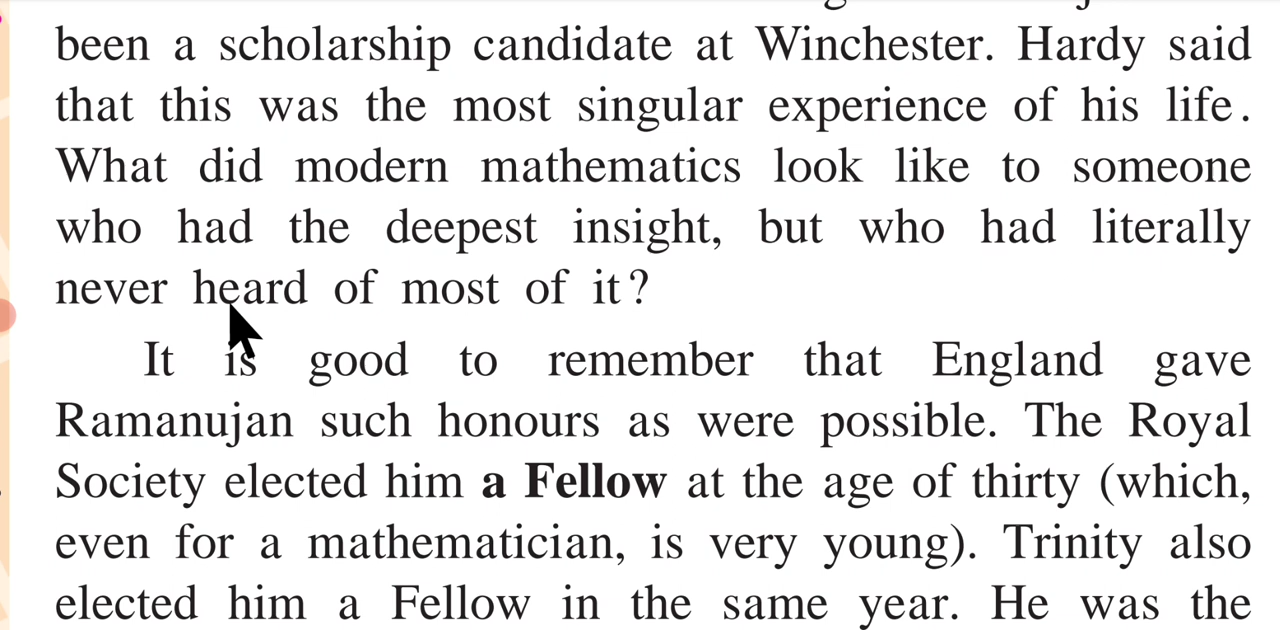 been a scholarship candidate at Winchester. Hardy said
that this was the most singular experience of his life.
What did modern mathematics look like to someone
who had the deepest insight, but who had literally
never heard of most of it?
It is good to remember that England gave
Ramanujan such honours as were possible. The Royal
Society elected him a Fellow at the age of thirty (which,
even for a mathematician, is very young). Trinity also
elected him a Fellow in the same year. He was the